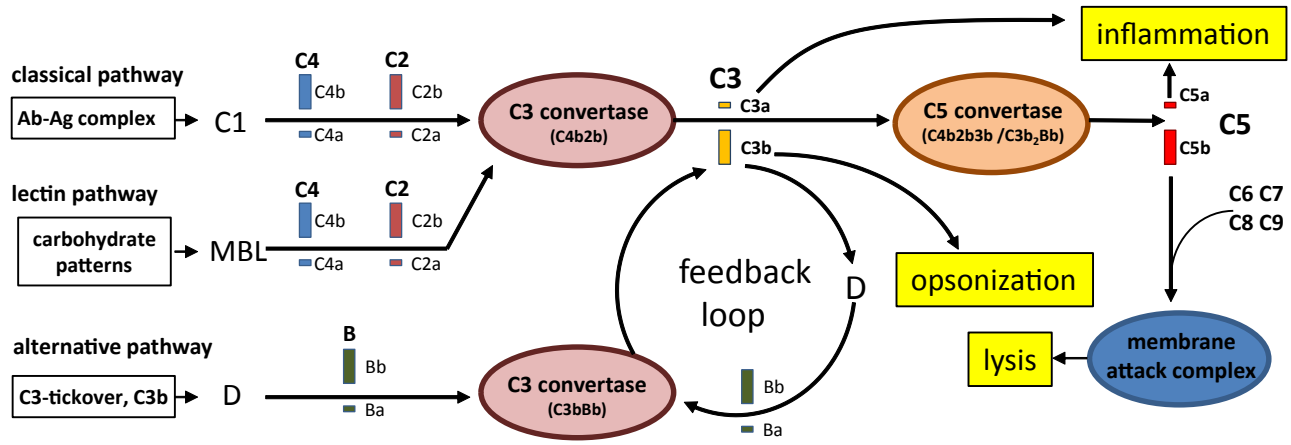 classical pathway
Ab-Ag complex
C1
C4
C4b
C4a
C2
C2b
C2a
C3 convertase
(C4b2b)
C3
C3a
C3b
C5 convertase
(C4b2b3b /C3b₂Bb)
inflammation
C5a
C5
C5b
lectin pathway
carbohydrate
patterns
MBL
C4
C4b
C4a
C2
C2b
C2a
C6 C7
C8 C9
feedback
loop
D
opsonization
alternative pathway
C3-tickover, C3b
D
B
Bb
Ba
C3 convertase
(C3bBb)
Bb
Ba
lysis
membrane
attack complex